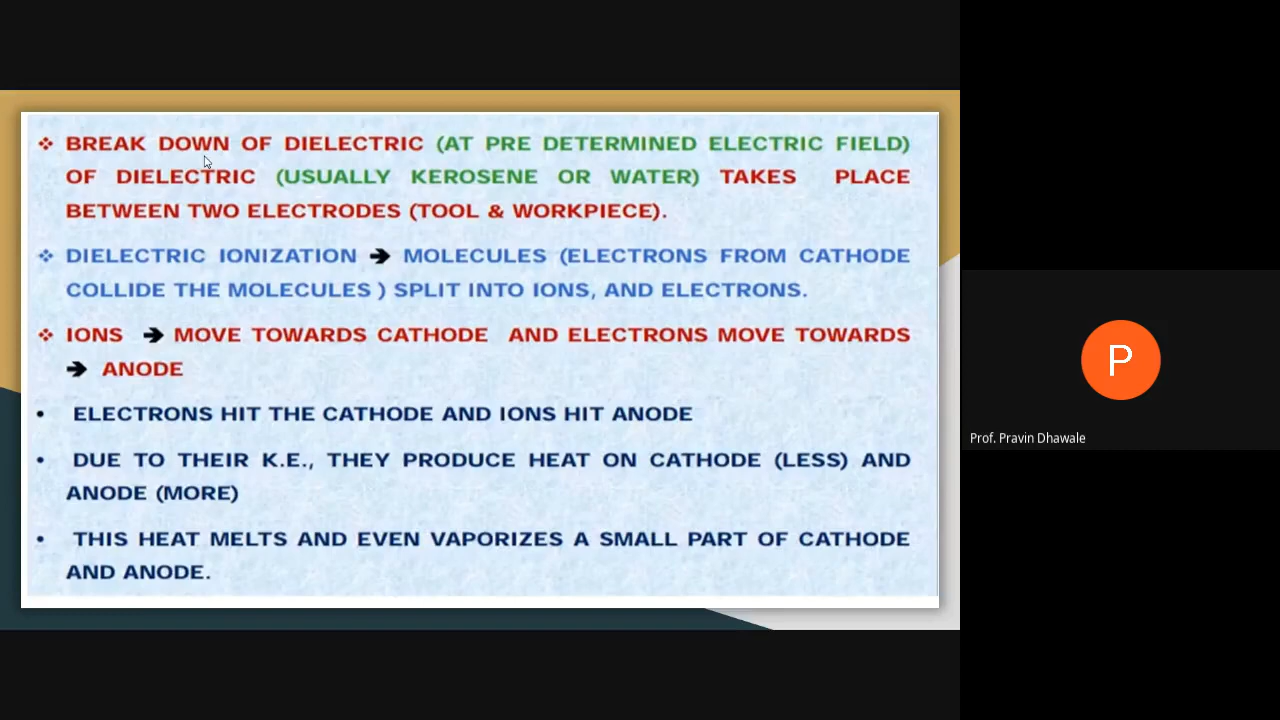 ❖ BREAK DOWN OF DIELECTRIC (AT PRE DETERMINED ELECTRIC FIELD)
OF DIELECTRIC (USUALLY KEROSENE OR WATER) TAKES PLACE
BETWEEN TWO ELECTRODES (TOOL & WORKPIECE).
❖ DIELECTRIC IONIZATION ➔ MOLECULES (ELECTRONS FROM CATHODE
COLLIDE THE MOLECULES ) SPLIT INTO IONS, AND ELECTRONS.
❖ IONS ➔ MOVE TOWARDS CATHODE AND ELECTRONS MOVE TOWARDS
➔ ANODE
• ELECTRONS HIT THE CATHODE AND IONS HIT ANODE
• DUE TO THEIR K.E., THEY PRODUCE HEAT ON CATHODE (LESS) AND
ANODE (MORE)
• THIS HEAT MELTS AND EVEN VAPORIZES A SMALL PART OF CATHODE
AND ANODE.
P
Prof. Pravin Dhawale